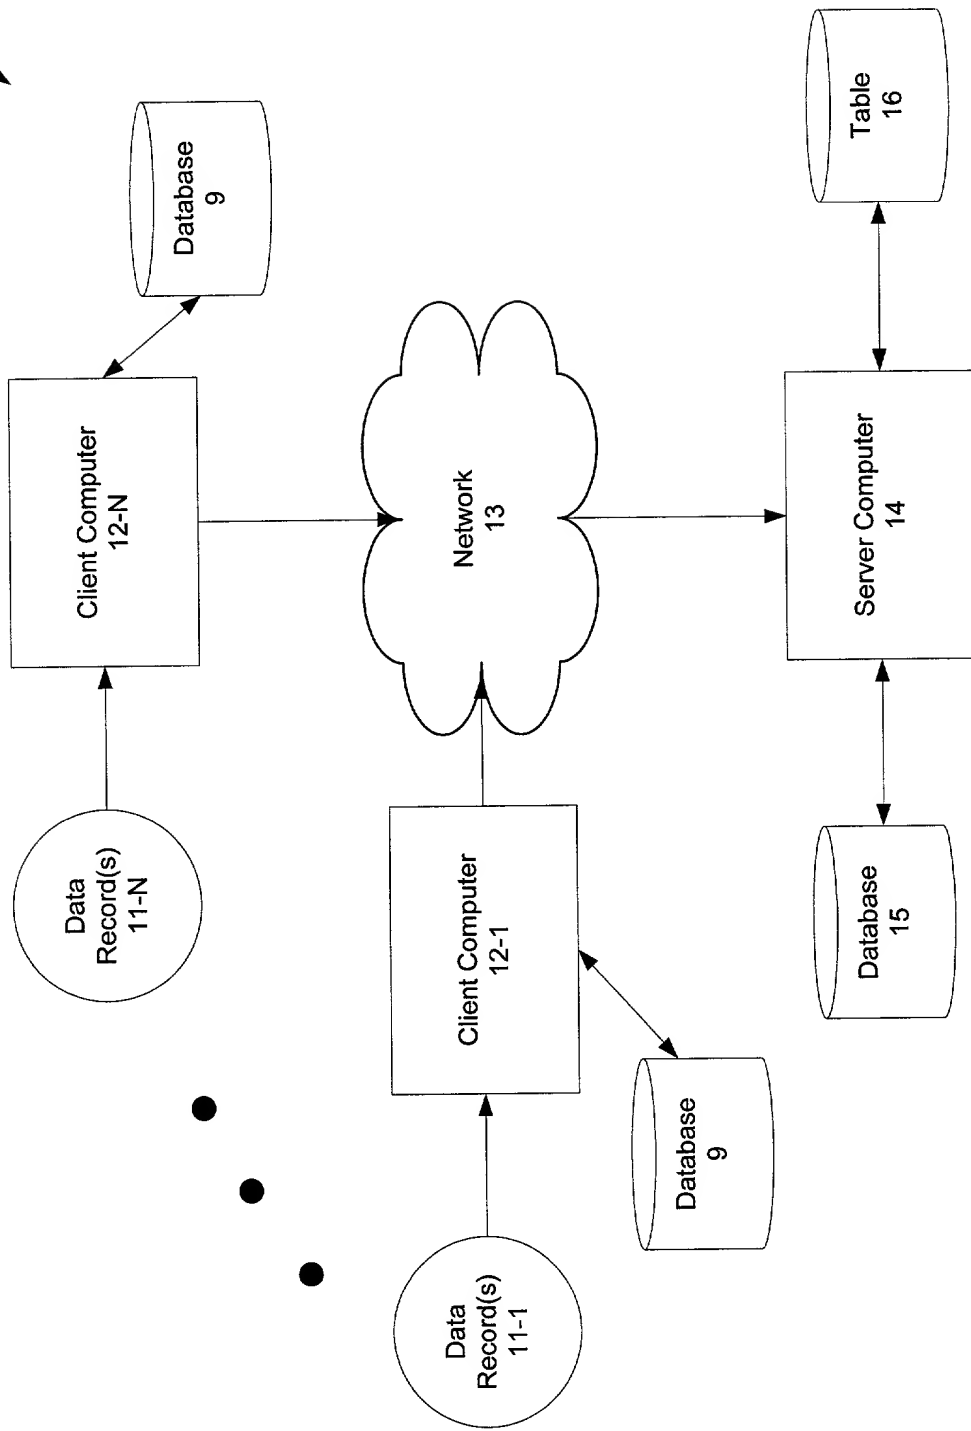 Data
Record(s)
11-N
Client Computer
12-N
Database
9
Data
Record(s)
11-1
Client Computer
12-1
Database
9
Network
13
Database
15
Server Computer
14
Table
16